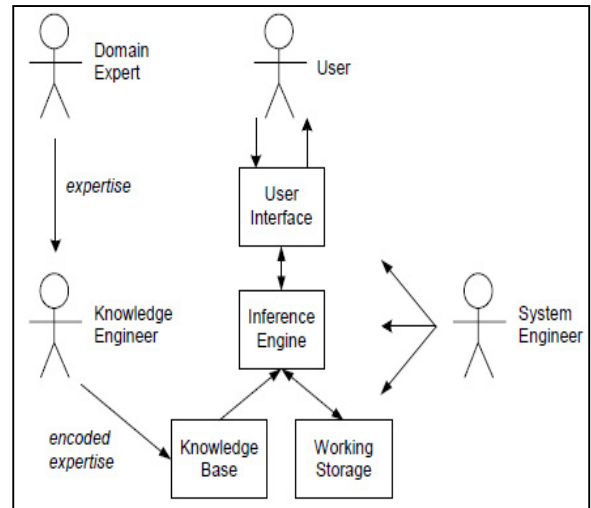 Domain
Expert
User
expertise
User
Interface
Knowledge
Engineer
Inference
Engine
System
Engineer
encoded
expertise
Knowledge
Base
Working
Storage